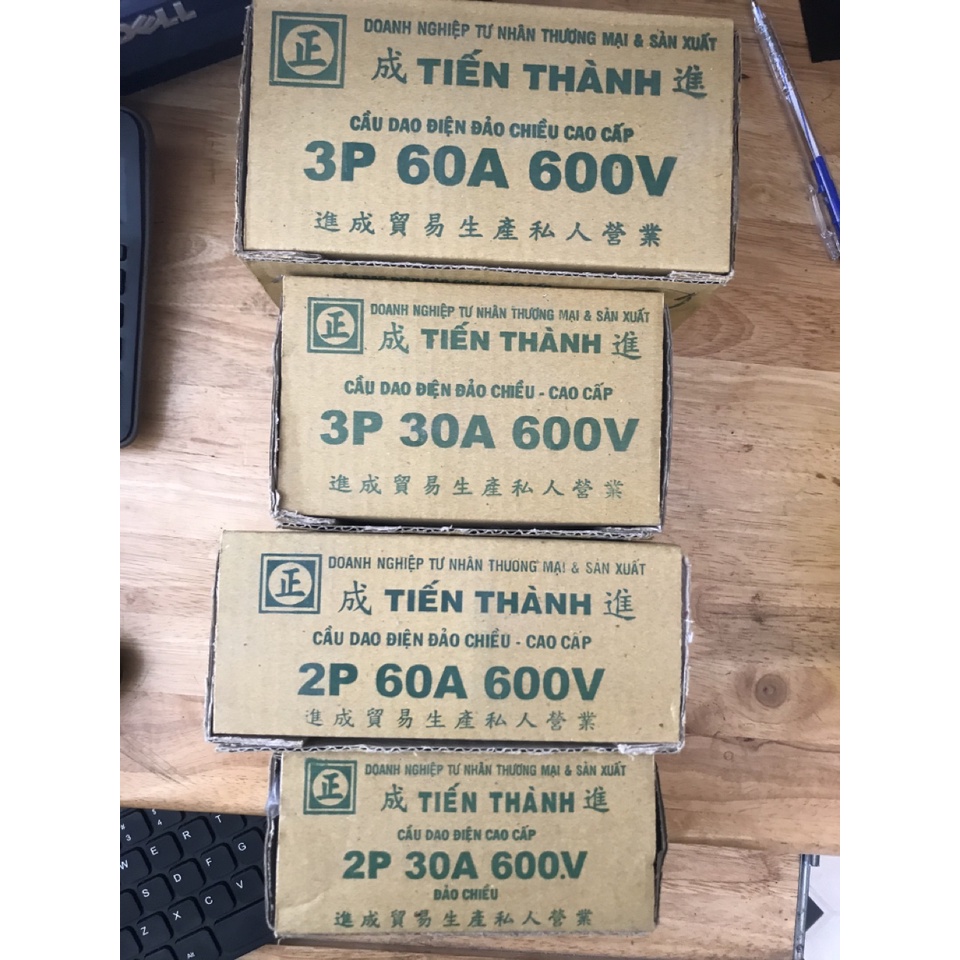 DELL
正
DOANH NGHIỆP TƯ NHÂN THƯƠNG MẠI & SẢN XUẤT
成 TIẾN THÀNH 進
CẦU DAO ĐIỆN ĐẢO CHIỀU CAO CẤP
3P 60A 600V
進成貿易生產私人營業
正
DOANH NGHIỆP TƯ NHÂN THƯƠNG MẠI & SẢN XUẤT
成 TIẾN THÀNH 進
CẦU DAO ĐIỆN ĐẢO CHIỀU - CAO CẤP
3P 30A 600V
進成貿易生產私人營業
正
DOANH NGHIỆP TƯ NHÂN THUONG MẠI & SẢN XUẤT
成 TIẾN THÀNH 進
CẦU DAO ĐIỆN ĐẢO CHIỀU - CAO CẤP
2P 60A 600V
進成貿易生產私人營業
正
DOANH NGHIỆP TƯ NHÂN THƯƠNG MẠI & SẢN XUẤT
成 TIẾN THÀNH 進
CẦU DAO ĐIỆN CAO CẤP
2P 30A 600.V
ĐẢO CHIỀU
進成貿易生產私人營業
3 4
W E R T
S D F G
Z X C V
Alt